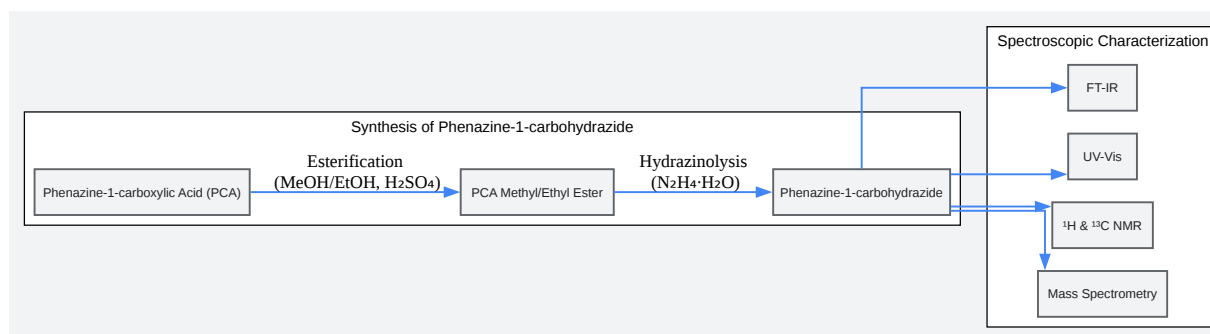 Spectroscopic Characterization
FT-IR
Synthesis of Phenazine-1-carbohydrazide
UV-Vis
Esterification
(MeOH/EtOH, H₂SO₄)
Hydrazinolysis
(N₂H₄·H₂O)
Phenazine-1-carboxylic Acid (PCA)
PCA Methyl/Ethyl Ester
Phenazine-1-carbohydrazide
¹H & ¹³C NMR
Mass Spectrometry